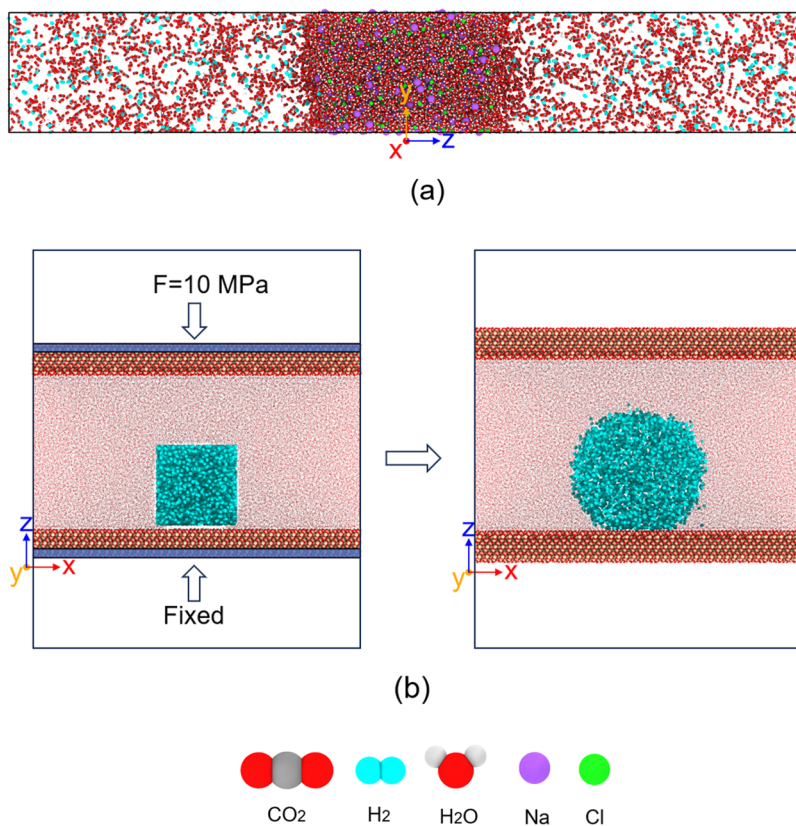 y
x z
(a)
F=10 MPa
z z
y x y x
Fixed
(b)
CO2 H2 H2O Na Cl